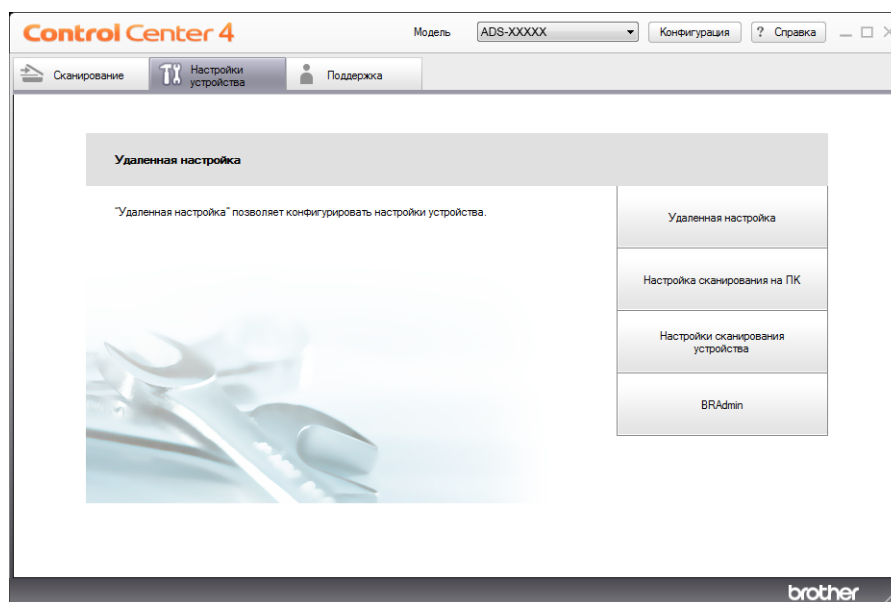 Control Center 4
Модель
ADS-XXXXX
Конфигурация
? Справка
Сканирование
Настройки
устройства
Поддержка
Удаленная настройка
"Удаленная настройка" позволяет конфигурировать настройки устройства.
Удаленная настройка
Настройка сканирования на ПК
Настройки сканирования
устройства
BRAdmin
brother